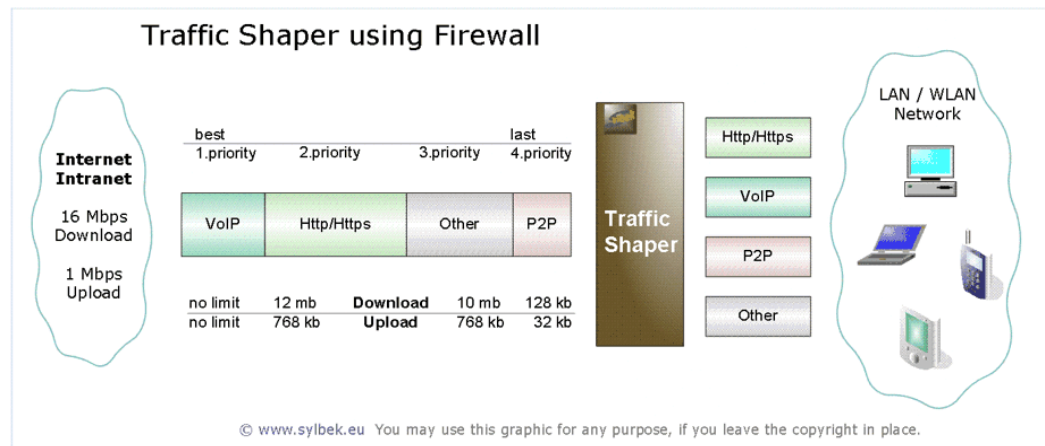 Traffic Shaper using Firewall
Internet
Intranet
16 Mbps
Download
1 Mbps
Upload
best last
1.priority 2.priority 3.priority 4.priority
VoIP Http/Https Other P2P
no limit 12 mb Download 10 mb 128 kb
no limit 768 kb Upload 768 kb 32 kb
Traffic
Shaper
Http/Https
VoIP
P2P
Other
LAN / WLAN
Network
© www.sylbek.eu You may use this graphic for any purpose, if you leave the copyright in place.